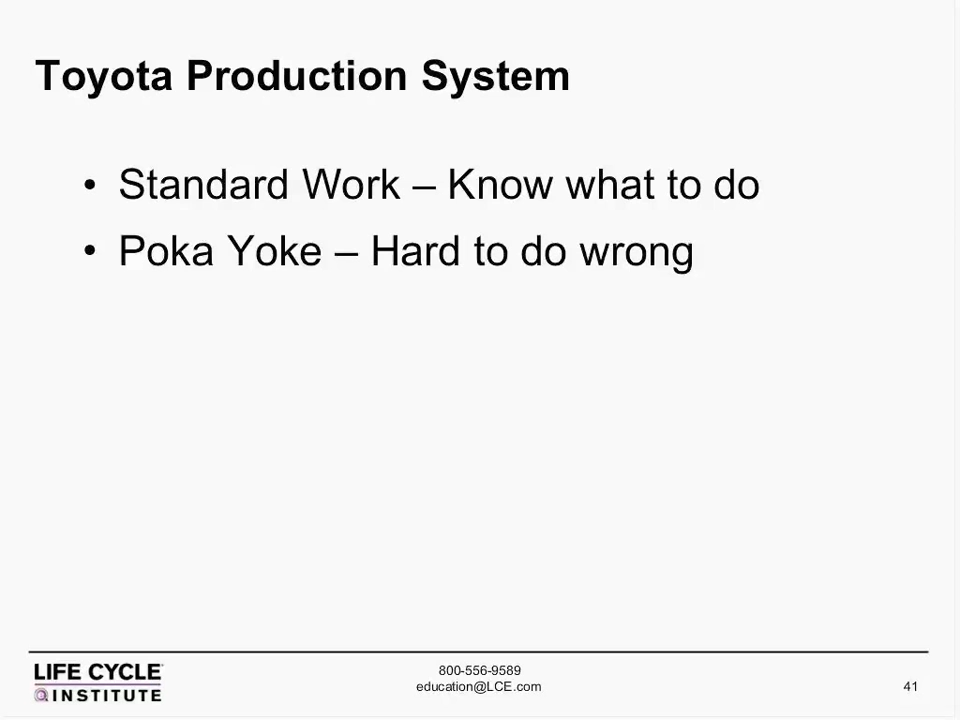 Toyota Production System
• Standard Work – Know what to do
• Poka Yoke – Hard to do wrong
LIFE CYCLE
INSTITUTE
800-556-9589
education@LCE.com
41